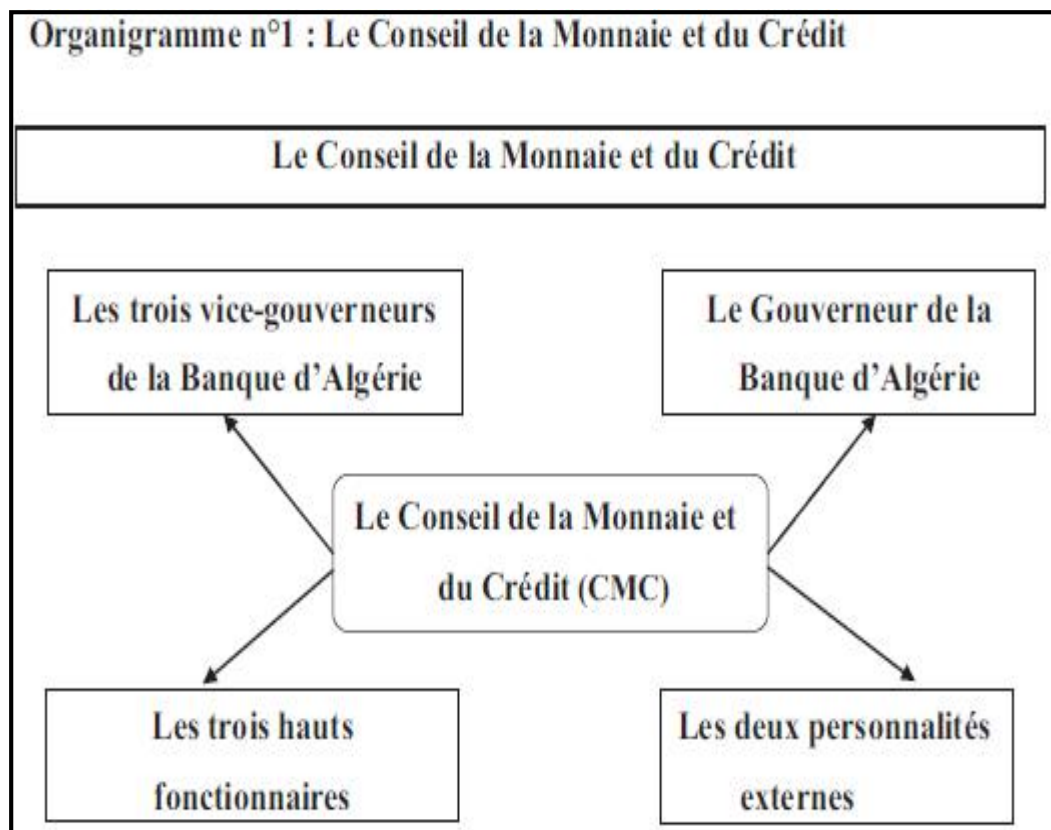 Organigramme n°1 : Le Conseil de la Monnaie et du Crédit
Le Conseil de la Monnaie et du Crédit
Les trois vice-gouverneurs
de la Banque d'Algérie
Le Gouverneur de la
Banque d'Algérie
Le Conseil de la Monnaie et
du Crédit (CMC)
Les trois hauts
fonctionnaires
Les deux personnalités
externes